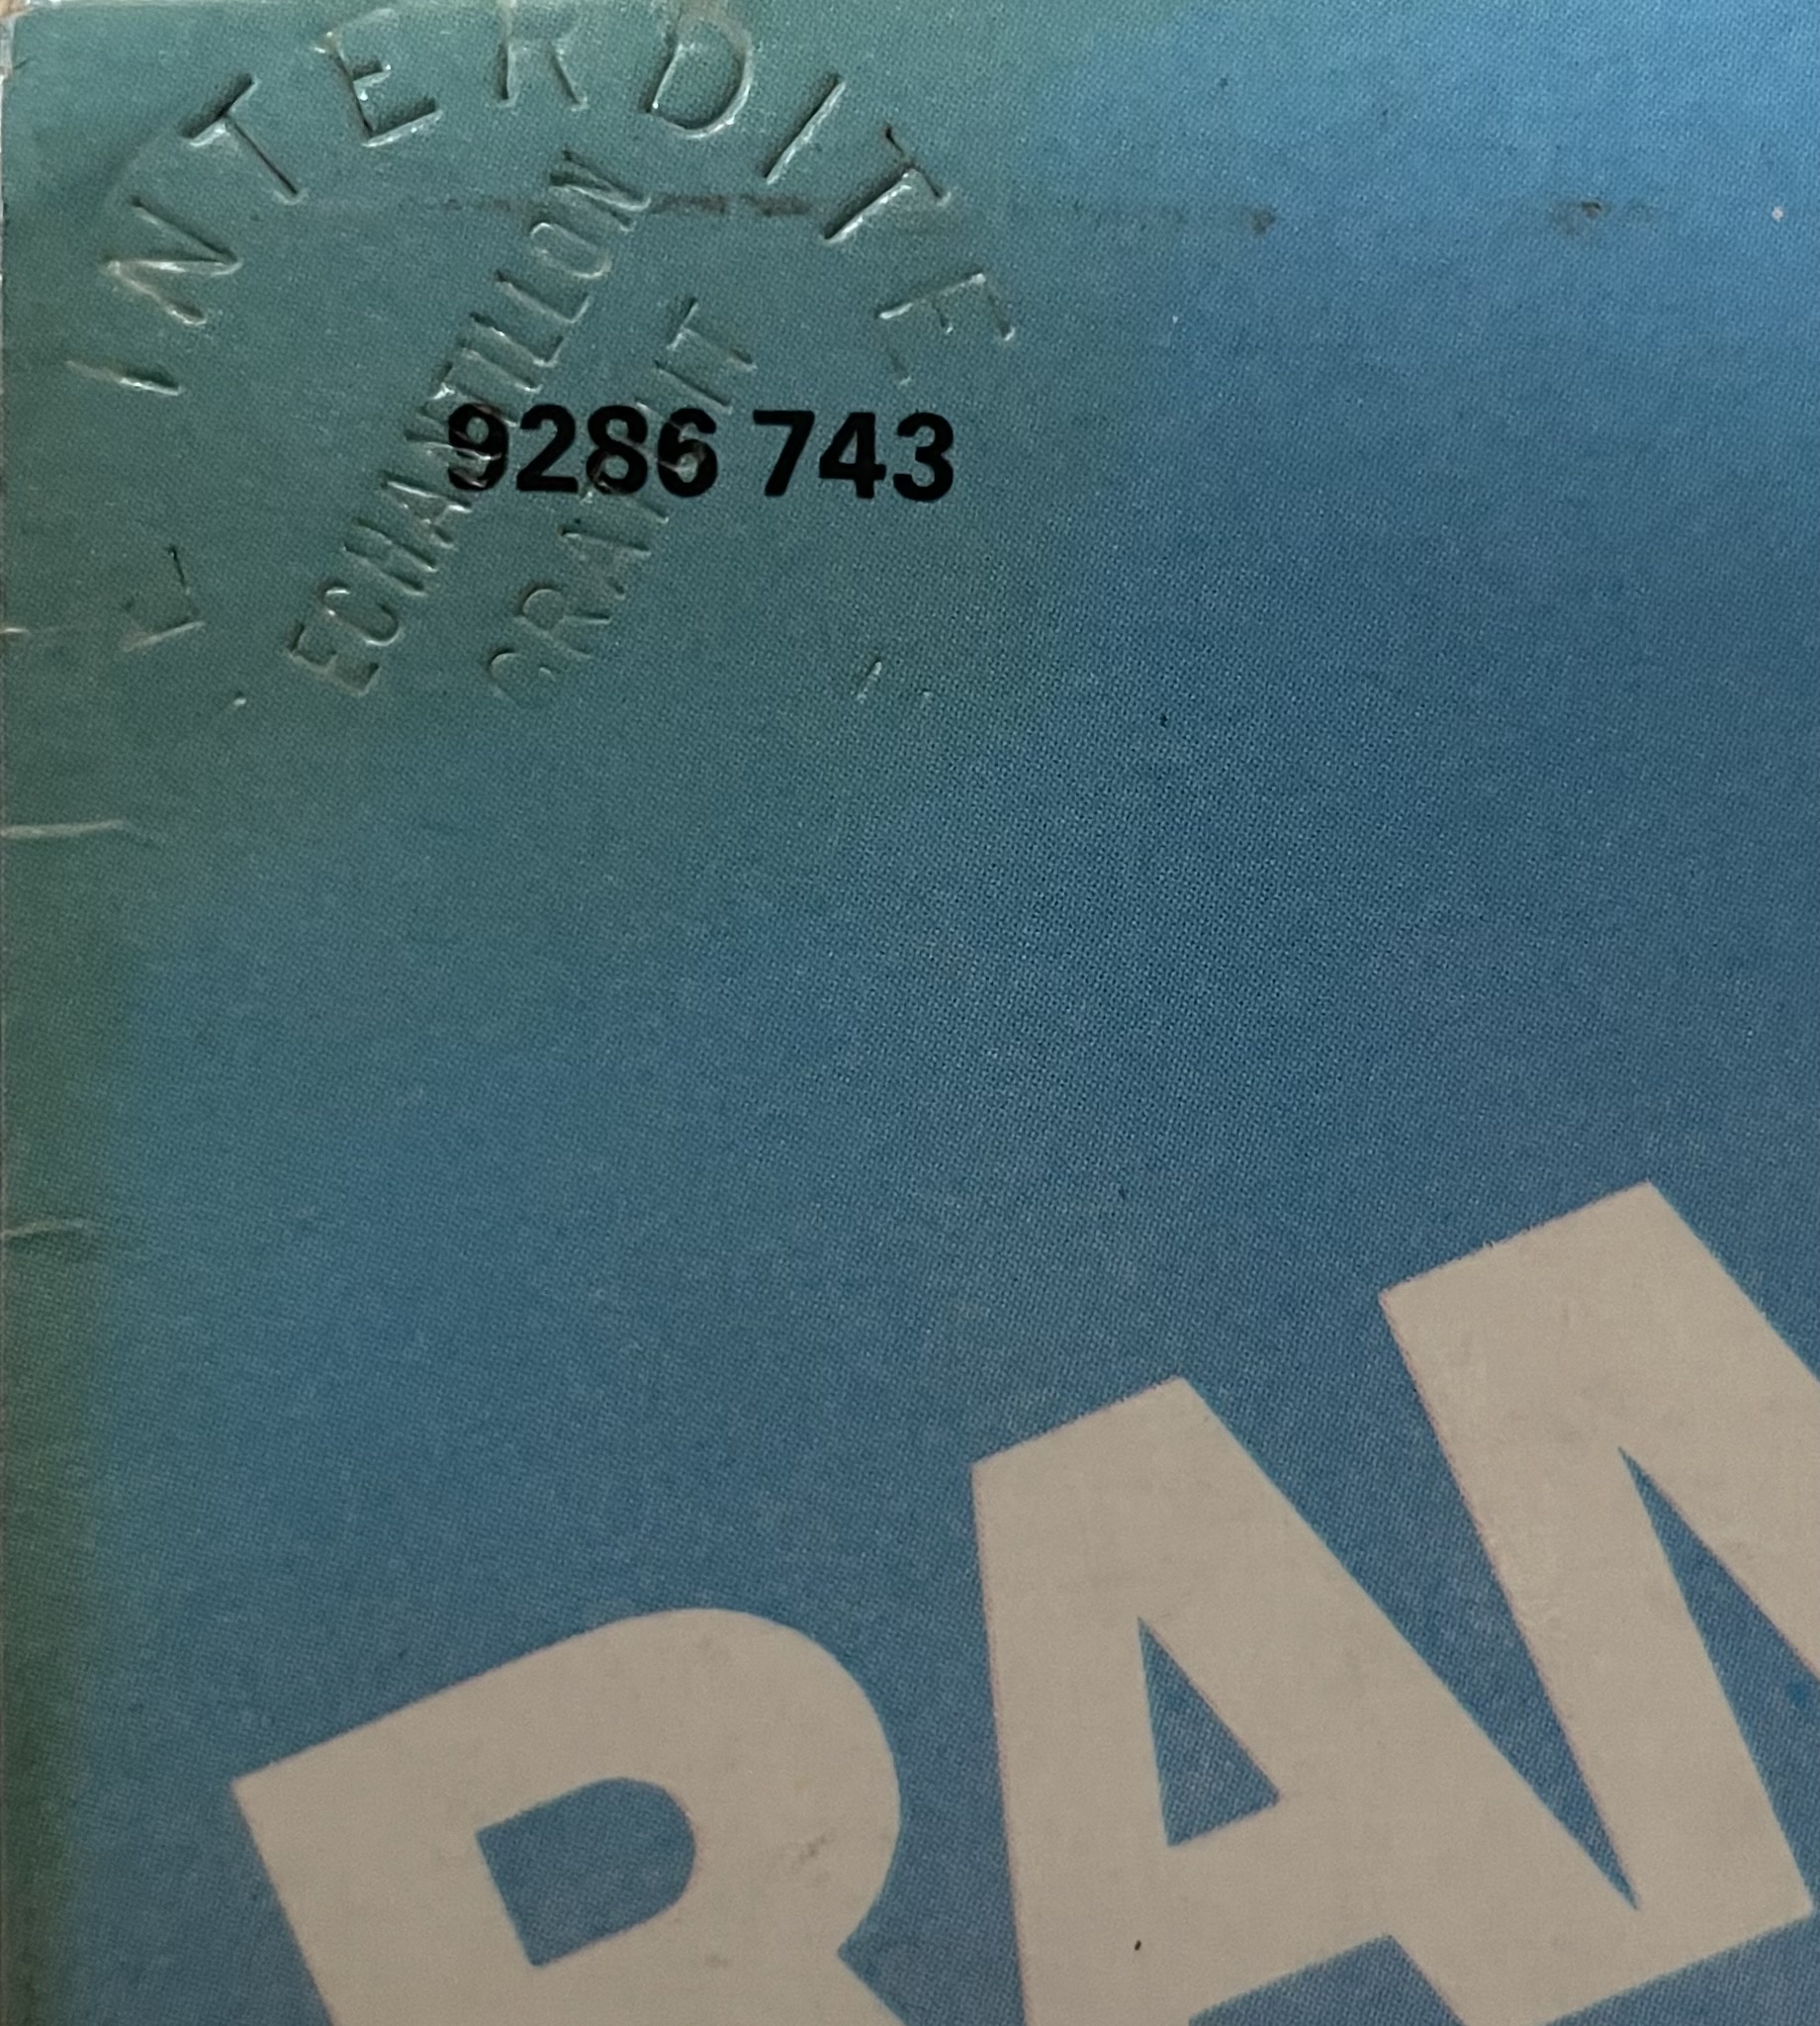 INTERDITE
ECHANTILLON
GRATUIT
9286 743
RAM